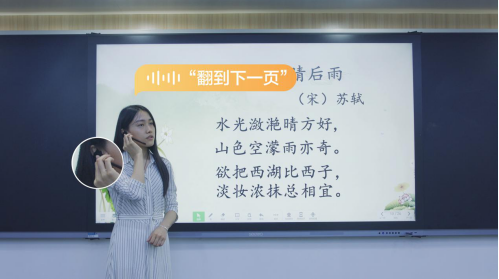 “翻到下一页”
晴后雨
（宋）苏轼
水光潋滟晴方好，
山色空濛雨亦奇。
欲把西湖比西子，
淡妆浓抹总相宜。